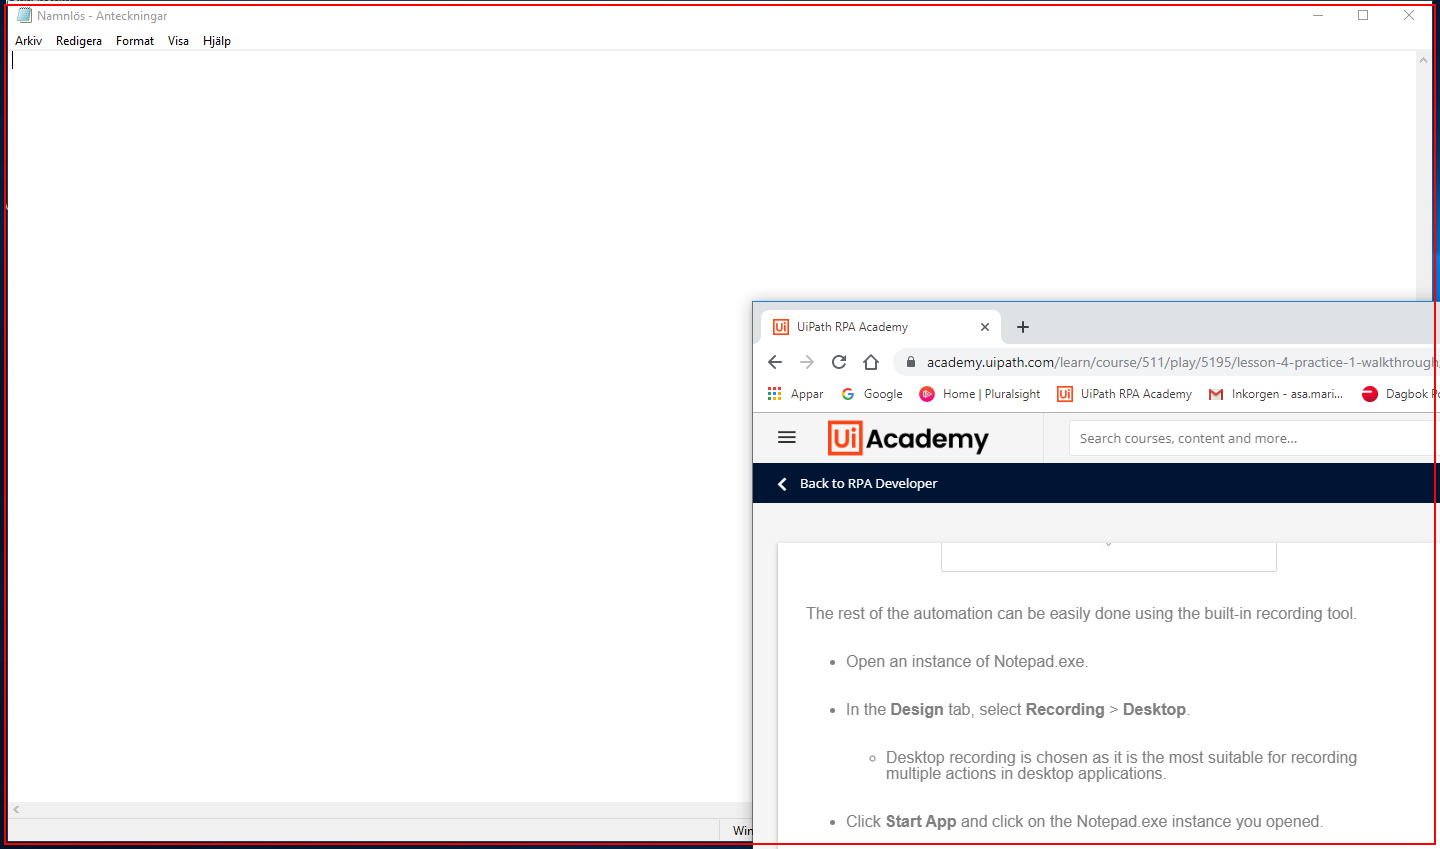 Namnlös - Anteckningar
Arkiv Redigera Format Visa Hjälp
UiPath RPA Academy
academy.uipath.com/learn/course/511/play/5195/lesson-4-practice-1-walkthrough
Appar Google Home | Pluralsight UiPath RPA Academy Inkorgen - asa.mari... Dagbok
Ui Academy Search courses, content and more...
Back to RPA Developer
The rest of the automation can be easily done using the built-in recording tool.
• Open an instance of Notepad.exe.
• In the Design tab, select Recording > Desktop.
◦ Desktop recording is chosen as it is the most suitable for recording
multiple actions in desktop applications.
• Click Start App and click on the Notepad.exe instance you opened.